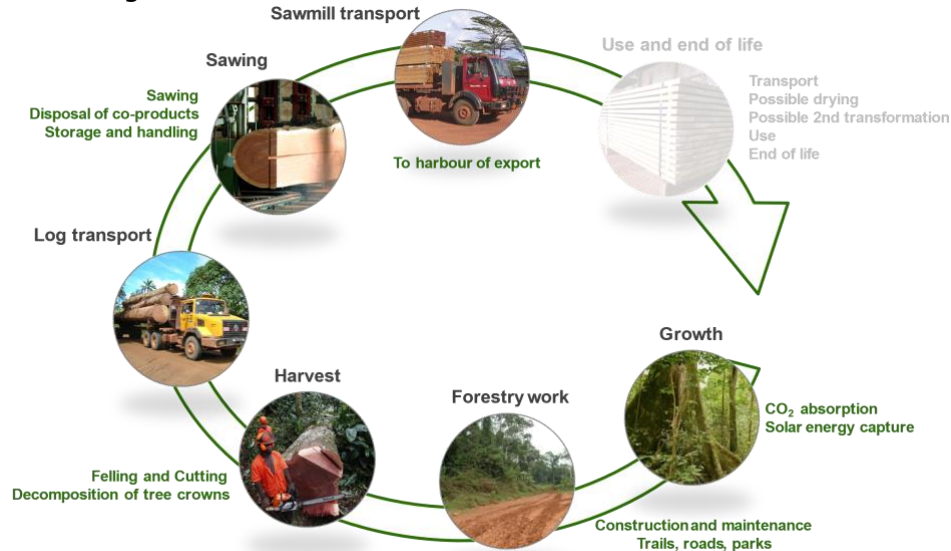 Sawmill transport
Use and end of life
Sawing
Sawing
Disposal of co-products
Storage and handling
Transport
Possible drying
Possible 2nd transformation
Use
End of life
To harbour of export
Log transport
Growth
Harvest
Forestry work
CO₂ absorption
Solar energy capture
Felling and Cutting
Decomposition of tree crowns
Construction and maintenance
Trails, roads, parks